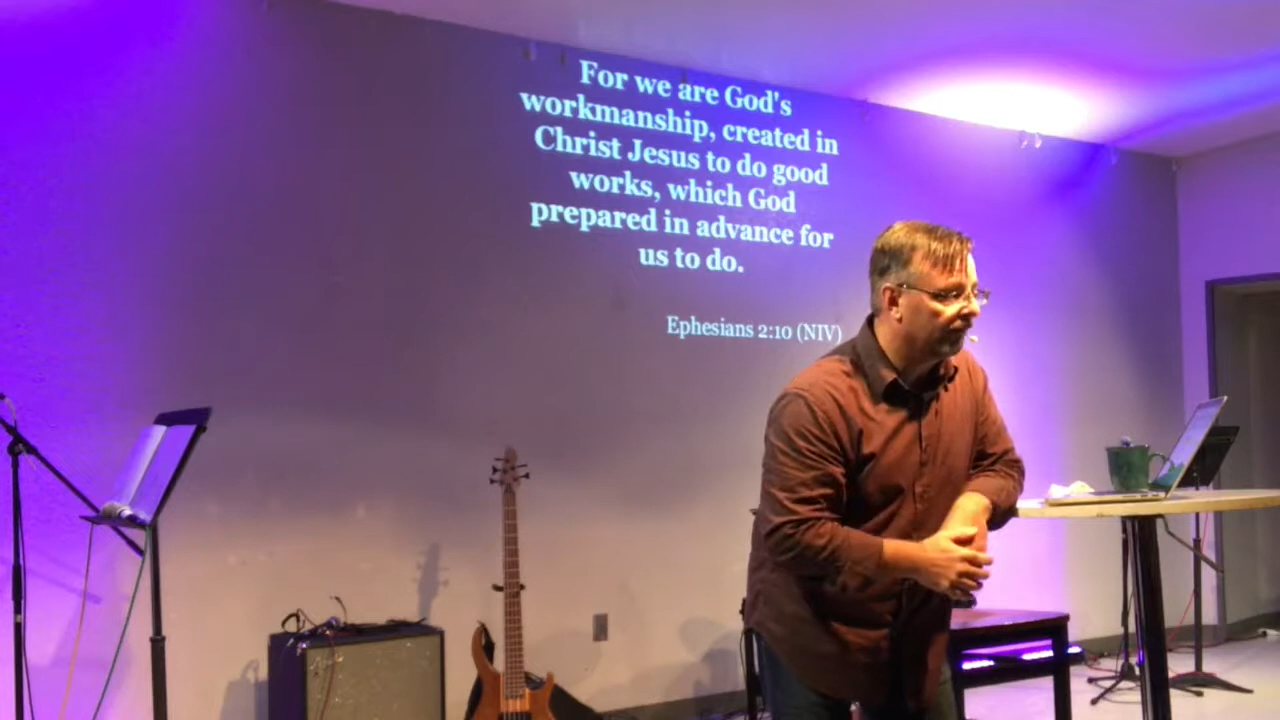 For we are God's
workmanship, created in
Christ Jesus to do good
works, which God
prepared in advance for
us to do.
Ephesians 2:10 (NIV)